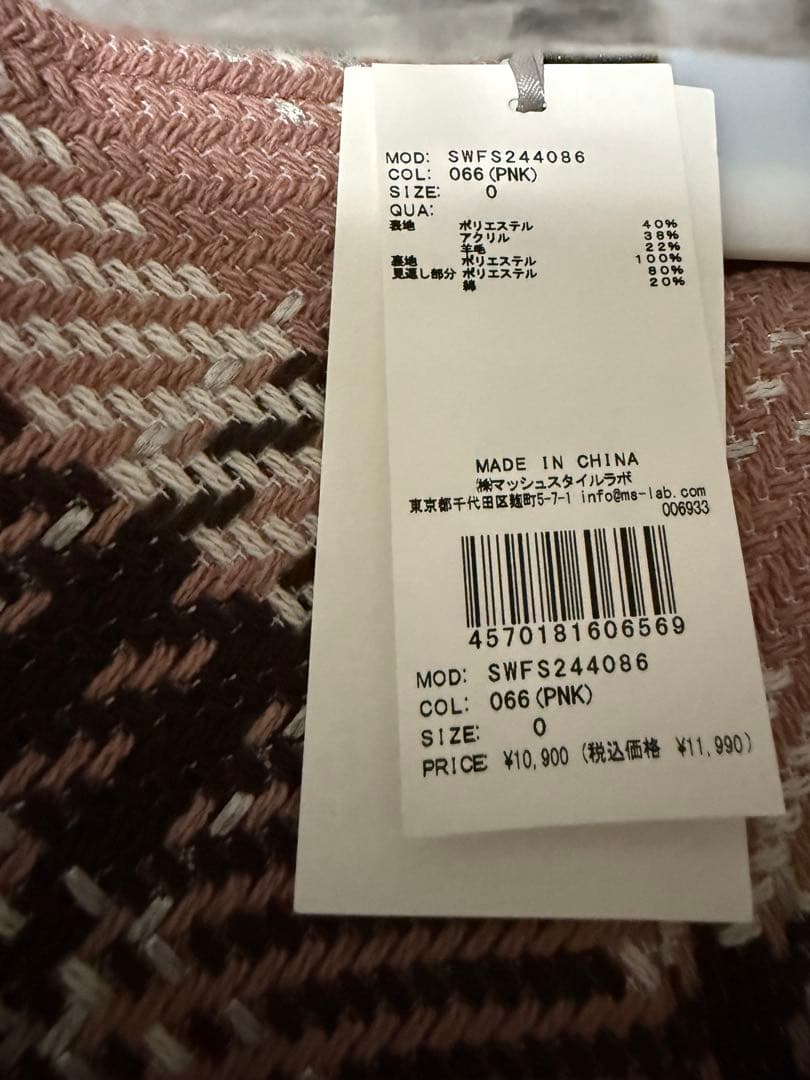 MOD: SWFS244086
COL: 066(PNK)
SIZE: 0
QUA:
表地 ポリエステル 40%
アクリル 38%
羊毛 22%
裏地 ポリエステル 100%
見返し部分 ポリエステル 80%
綿 20%
MADE IN CHINA
㈱マッシュスタイルラボ
東京都千代田区麹町5-7-1 info@ms-lab.com
006933
4570181606569
MOD: SWFS244086
COL: 066(PNK)
SIZE: 0
PRICE: ¥10,900 (税込価格 ¥11,990)